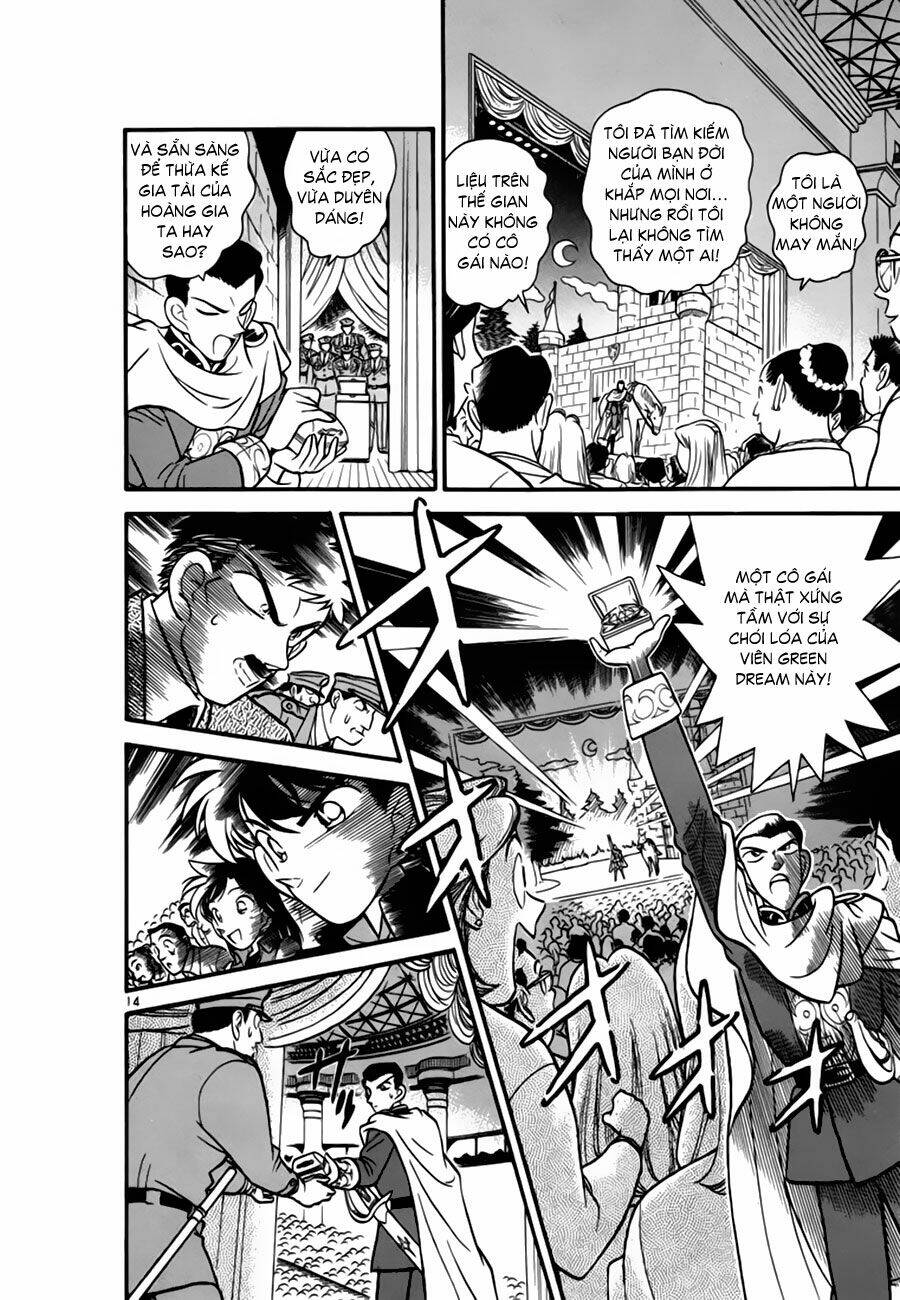 TÔI LÀ
MỘT NGƯỜI
KHÔNG
MAY MẮN!
TÔI ĐÃ TÌM KIẾM
NGƯỜI BẠN ĐỜI
CỦA MÌNH Ở
KHẮP MỌI NƠI...
NHƯNG RỒI TÔI
LẠI KHÔNG TÌM
THẤY MỘT AI!
LIỆU TRÊN
THẾ GIAN
NÀY KHÔNG
CÓ CÔ
GÁI NÀO!
VỪA CÓ
SẮC ĐẸP,
VỪA DUYÊN
DÁNG!
VÀ SẴN SÀNG
ĐỂ THỪA KẾ
GIA TÀI CỦA
HOÀNG GIA
TA HAY
SAO?
MỘT CÔ GÁI
MÀ THẬT XỨNG
TẦM VỚI SỰ
CHÓI LÓA CỦA
VIÊN GREEN
DREAM NÀY!
14